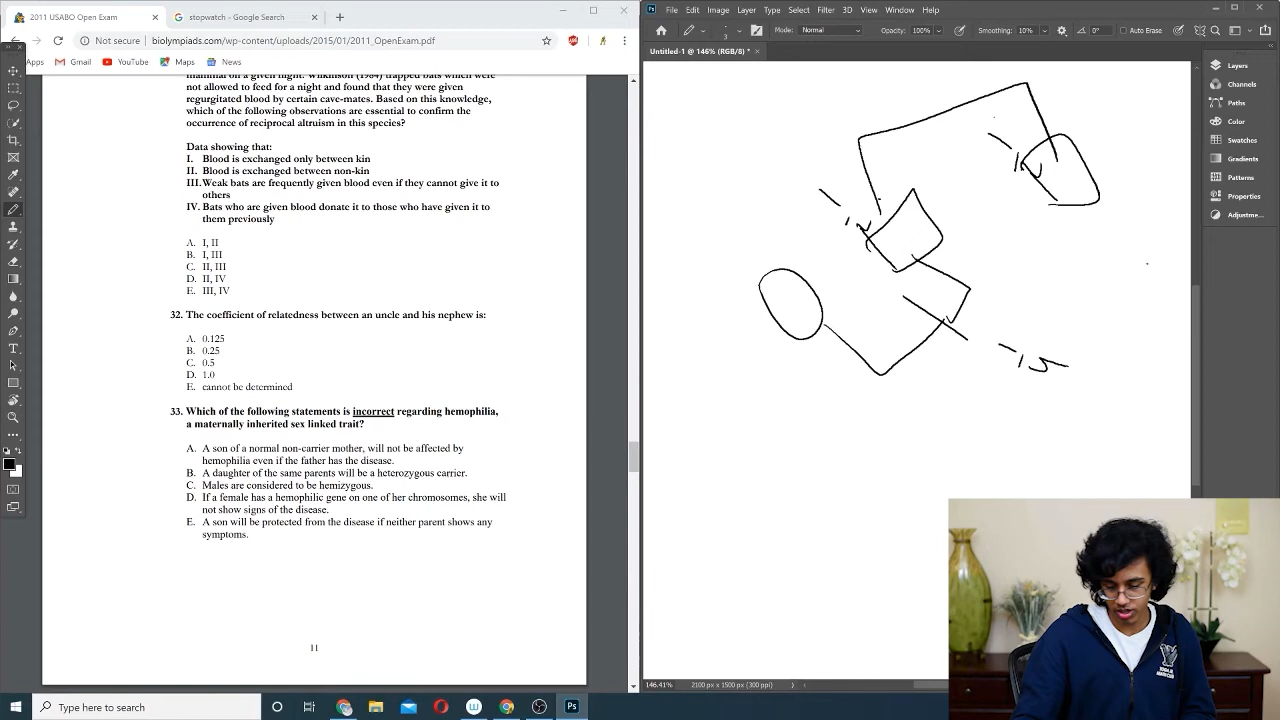 2011 USABO Open Exam
stopwatch - Google Search
Not secure
biolympiads.com/wp-content/uploads/2015/01/2011_OpenExam.pdf
Apps
Gmail
YouTube
Maps
News
mammal on a given night. Wilkinson (1984) trapped bats which were
not allowed to feed for a night and found that they were given
regurgitated blood by certain cave-mates. Based on this knowledge,
which of the following observations are essential to confirm the
occurrence of reciprocal altruism in this species?
Data showing that:
I. Blood is exchanged only between kin
II. Blood is exchanged between non-kin
III. Weak bats are frequently given blood even if they cannot give it to
others
IV. Bats who are given blood donate it to those who have given it to
them previously
A. I, II
B. I, III
C. II, III
D. II, IV
E. III, IV
32. The coefficient of relatedness between an uncle and his nephew is:
A. 0.125
B. 0.25
C. 0.5
D. 1.0
E. cannot be determined
33. Which of the following statements is incorrect regarding hemophilia,
a maternally inherited sex linked trait?
A. A son of a normal non-carrier mother, will not be affected by
hemophilia even if the father has the disease.
B. A daughter of the same parents will be a heterozygous carrier.
C. Males are considered to be hemizygous.
D. If a female has a hemophilic gene on one of her chromosomes, she will
not show signs of the disease.
E. A son will be protected from the disease if neither parent shows any
symptoms.
11
File Edit Image Layer Type Select Filter 3D View Window Help
3
Mode: Normal
Opacity: 100%
Smoothing: 10%
0°
Auto Erase
Untitled-1 @ 146% (RGB/8) *
Layers
Channels
Paths
Color
Swatches
Gradients
Patterns
Properties
Adjustme...
146.41%
2100 px x 1500 px (300 ppi)
Type here to search
Ps